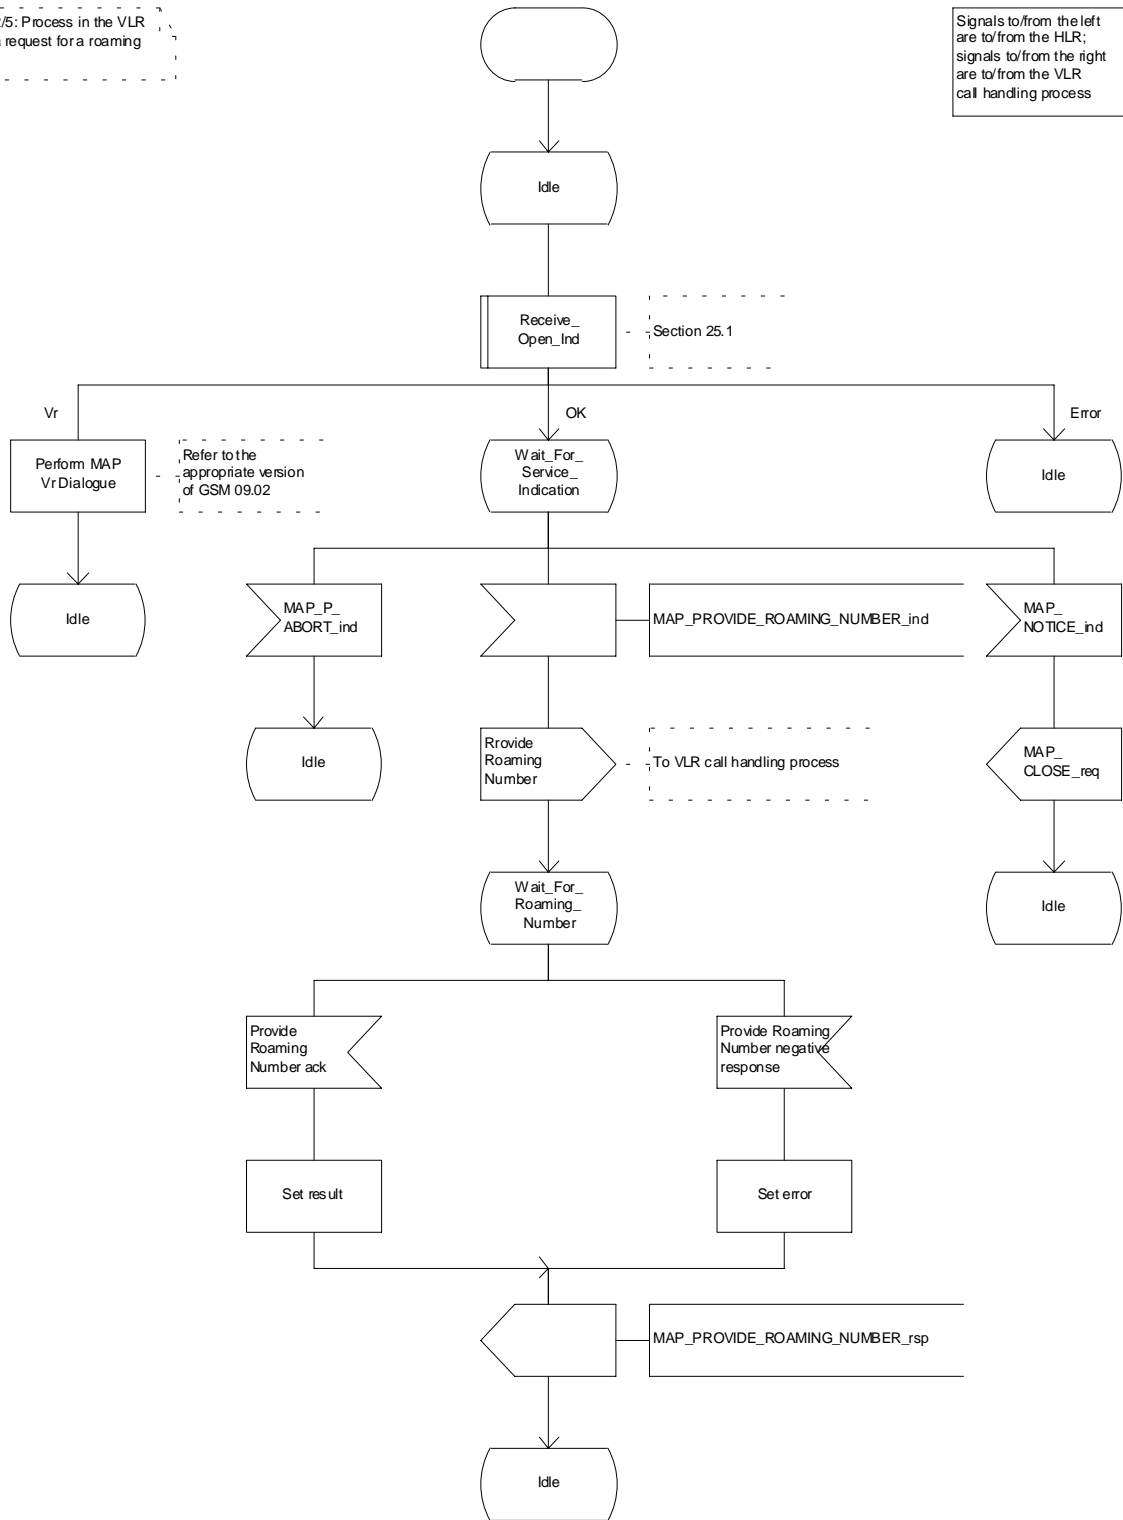 /5: Process in the VLR
request for a roaming
Signals to/from the left
are to/from the HLR;
signals to/from the right
are to/from the VLR
call handling process
Idle
Receive_
Open_Ind
Section 25.1
Vr
OK
Error
Perform MAP
Vr Dialogue
Refer to the
appropriate version
of GSM 09.02
Wait_For_
Service_
Indication
Idle
Idle
MAP_P_
ABORT_ind
MAP_PROVIDE_ROAMING_NUMBER_ind
MAP_
NOTICE_ind
Idle
Rrovide
Roaming
Number
To VLR call handling process
MAP_
CLOSE_req
Wait_For_
Roaming_
Number
Idle
Provide
Roaming
Number ack
Provide Roaming
Number negative
response
Set result
Set error
MAP_PROVIDE_ROAMING_NUMBER_rsp
Idle